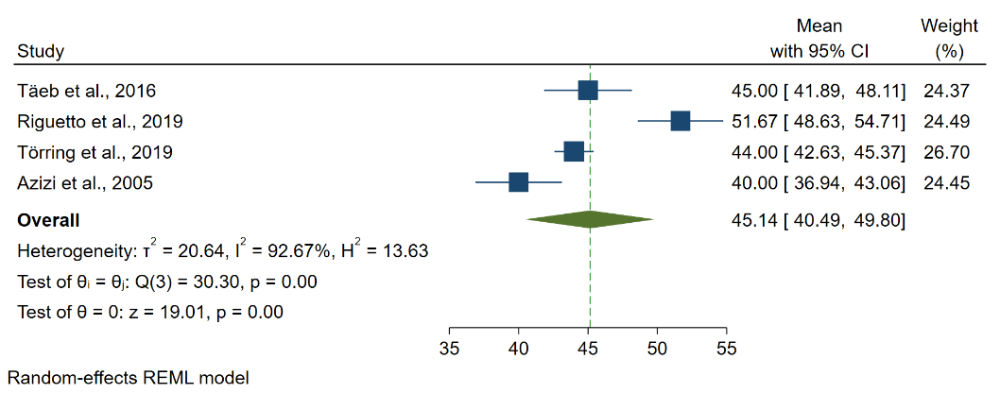 Mean Weight
Study with 95% CI (%)
Täeb et al., 2016 45.00 [ 41.89, 48.11] 24.37
Riguetto et al., 2019 51.67 [ 48.63, 54.71] 24.49
Törring et al., 2019 44.00 [ 42.63, 45.37] 26.70
Azizi et al., 2005 40.00 [ 36.94, 43.06] 24.45
Overall 45.14 [ 40.49, 49.80]
Heterogeneity: τ² = 20.64, I² = 92.67%, H² = 13.63
Test of θᵢ = θⱼ: Q(3) = 30.30, p = 0.00
Test of θ = 0: z = 19.01, p = 0.00
35 40 45 50 55
Random-effects REML model